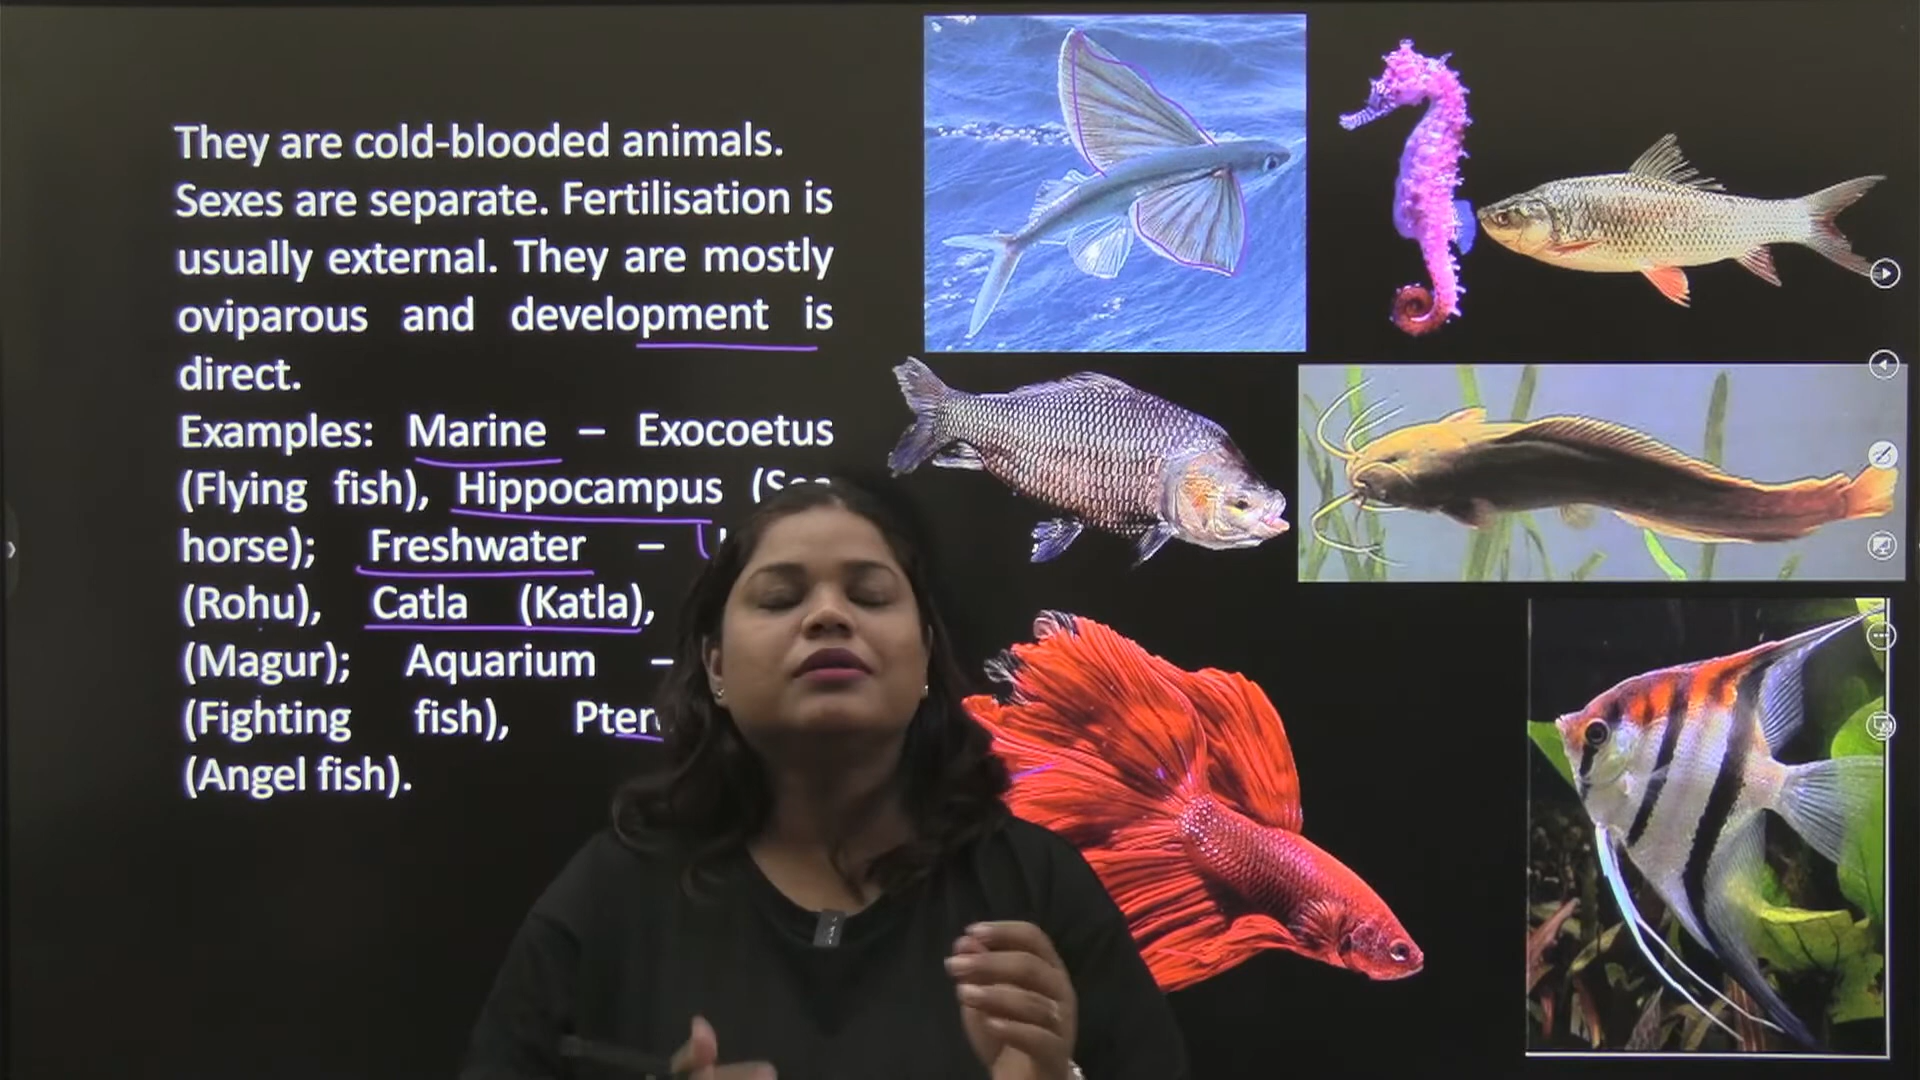 They are cold-blooded animals.
Sexes are separate. Fertilisation is
usually external. They are mostly
oviparous and development is
direct.
Examples: Marine – Exocoetus
(Flying fish), Hippocampus
horse); Freshwater –
(Rohu), Catla (Katla),
(Magur); Aquarium –
(Fighting fish),
(Angel fish).